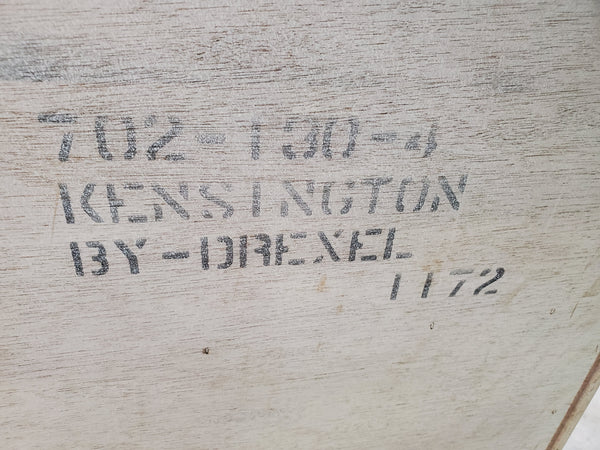 702-130-4
KENSINGTON
BY-DREXEL
1172